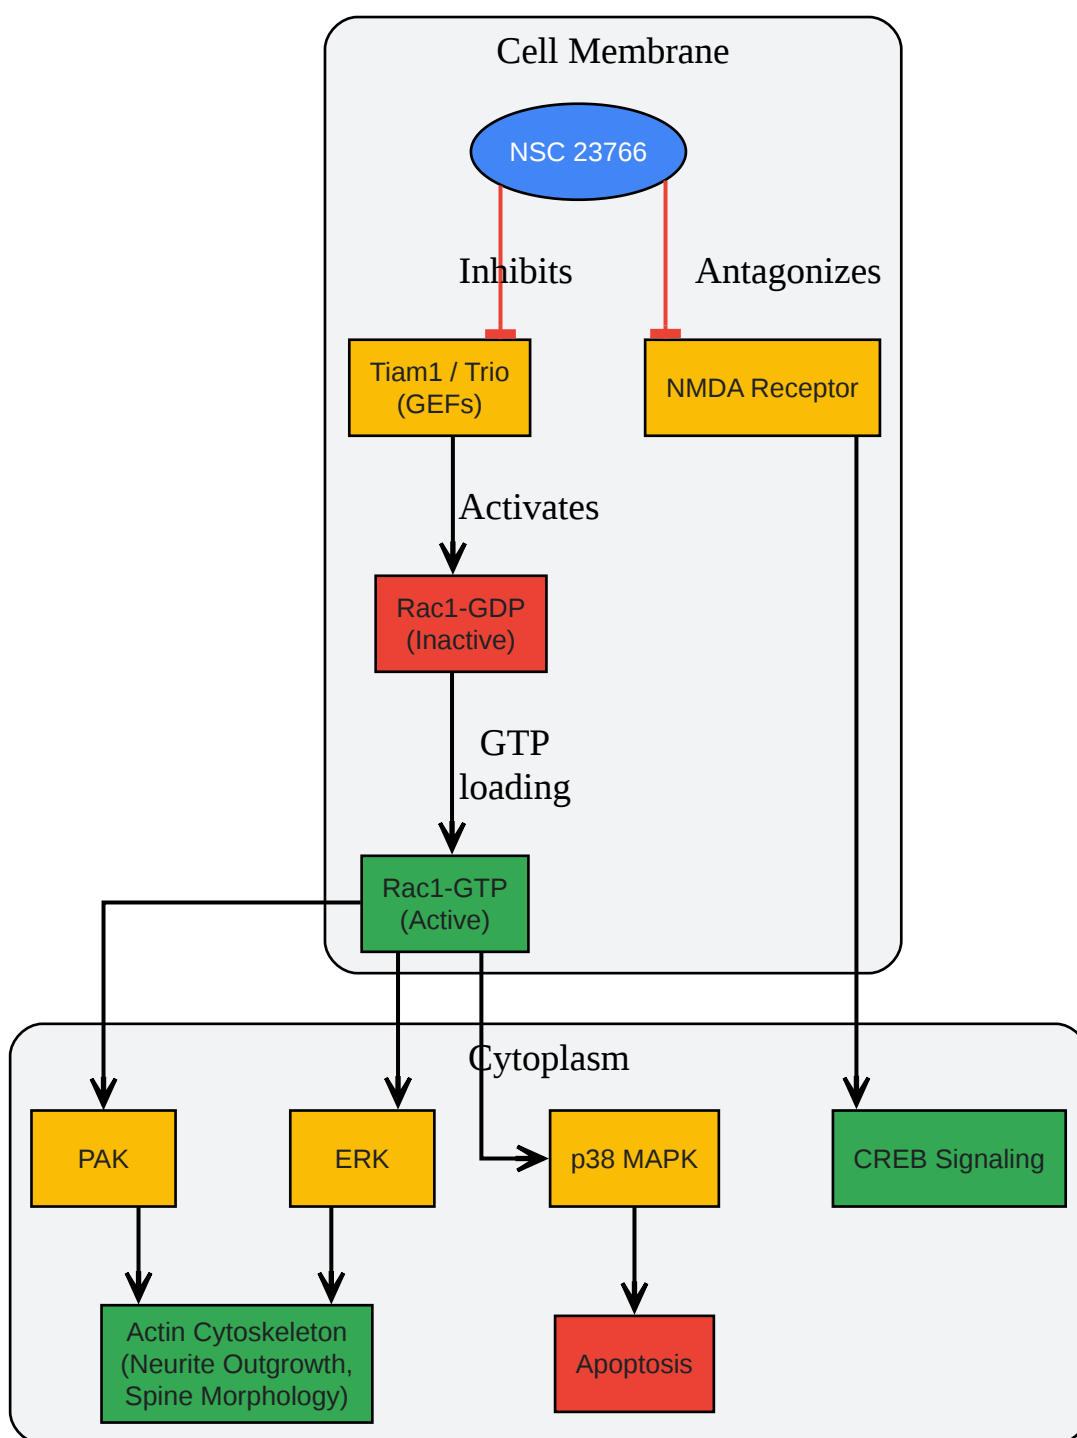 Cell Membrane
NSC 23766
Inhibits
Antagonizes
Tiam1 / Trio
(GEFs)
NMDA Receptor
Activates
Rac1-GDP
(Inactive)
GTP
loading
Rac1-GTP
(Active)
Cytoplasm
PAK
ERK
p38 MAPK
CREB Signaling
Actin Cytoskeleton
(Neurite Outgrowth,
Spine Morphology)
Apoptosis